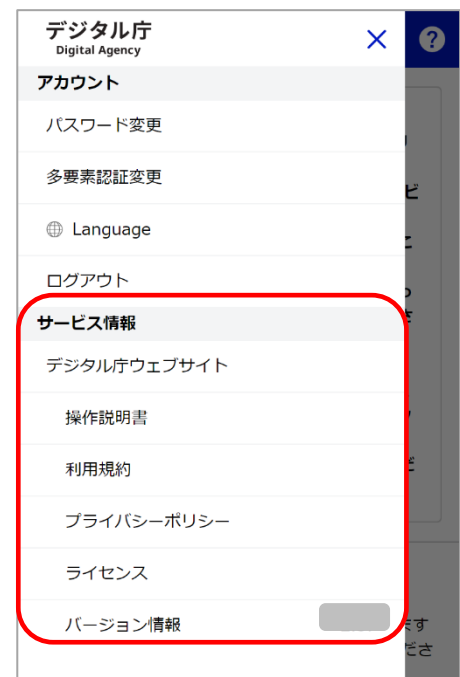 デジタル庁
Digital Agency
アカウント
パスワード変更
多要素認証変更
Language
ログアウト
サービス情報
デジタル庁ウェブサイト
操作説明書
利用規約
プライバシーポリシー
ライセンス
バージョン情報